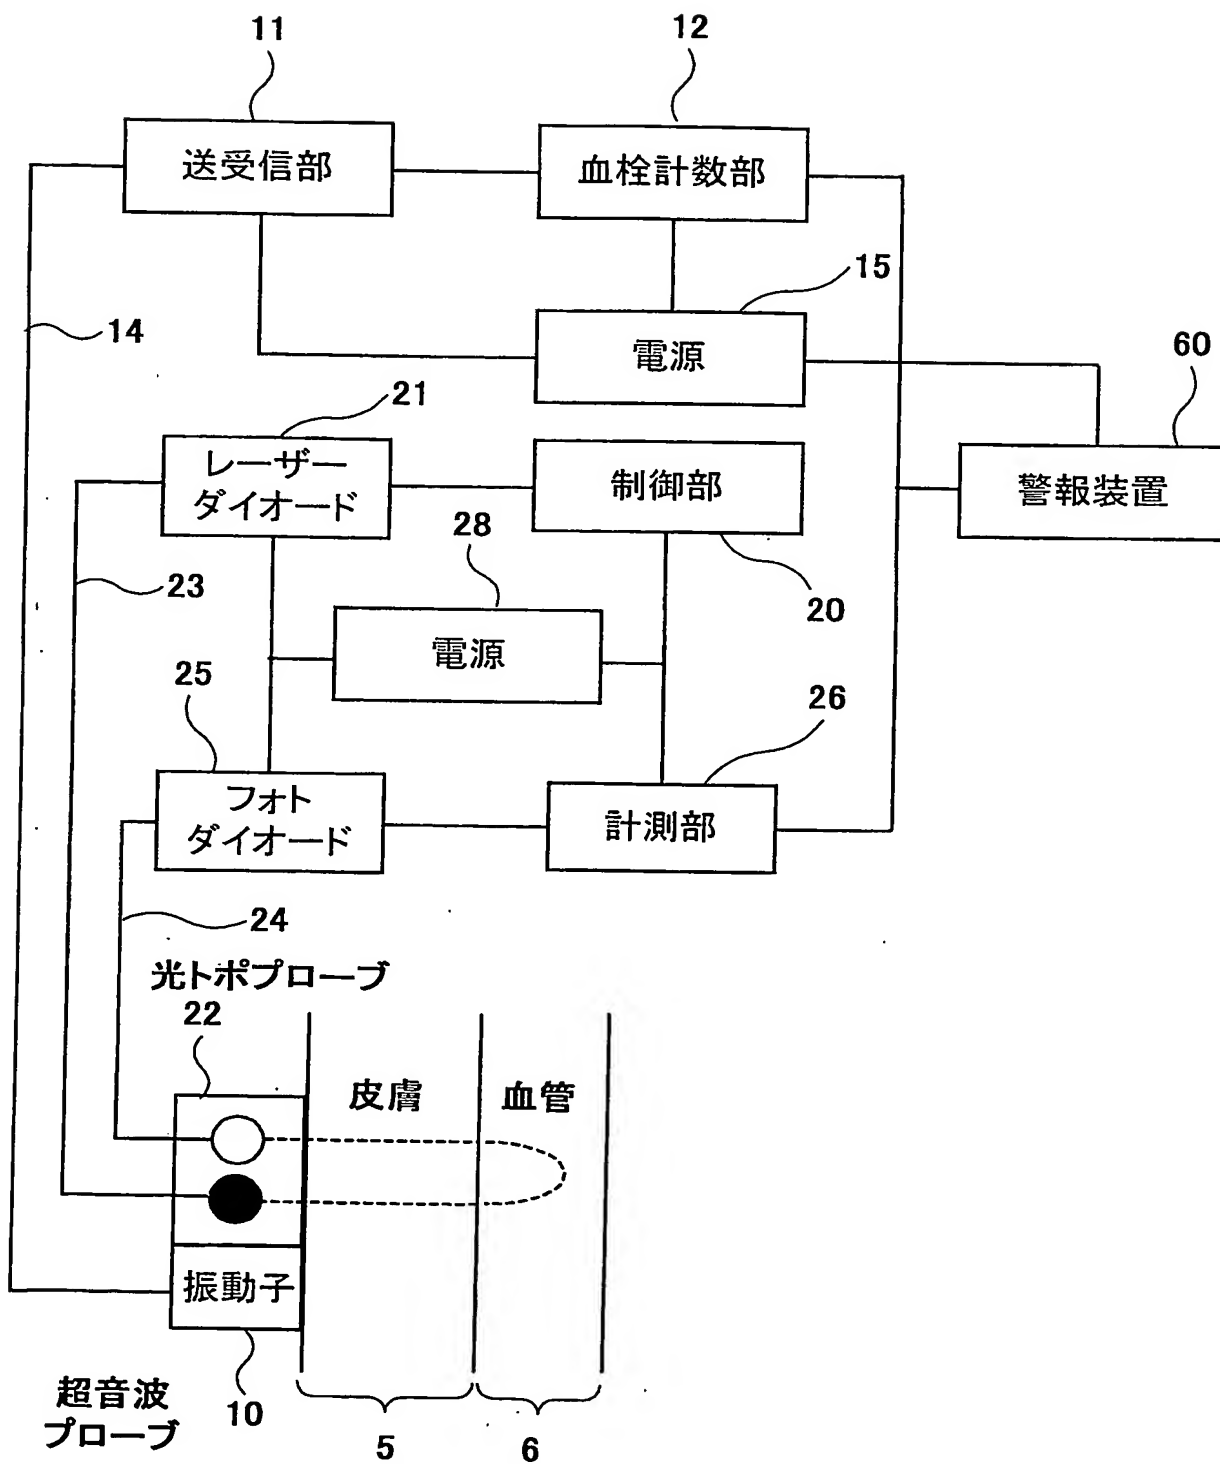 11
12
送受信部
血栓計数部
15
14
電源
60
21
レーザー
ダイオード
制御部
警報装置
28
23
20
電源
25
26
フォト
ダイオード
計測部
24
光トポプローブ
22
皮膚
血管
振動子
超音波
プローブ
10
5
6